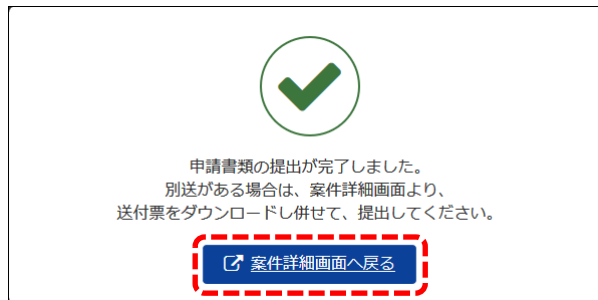 申請書類の提出が完了しました。
別送がある場合は、案件詳細画面より、
送付票をダウンロードし併せて、提出してください。
案件詳細画面へ戻る